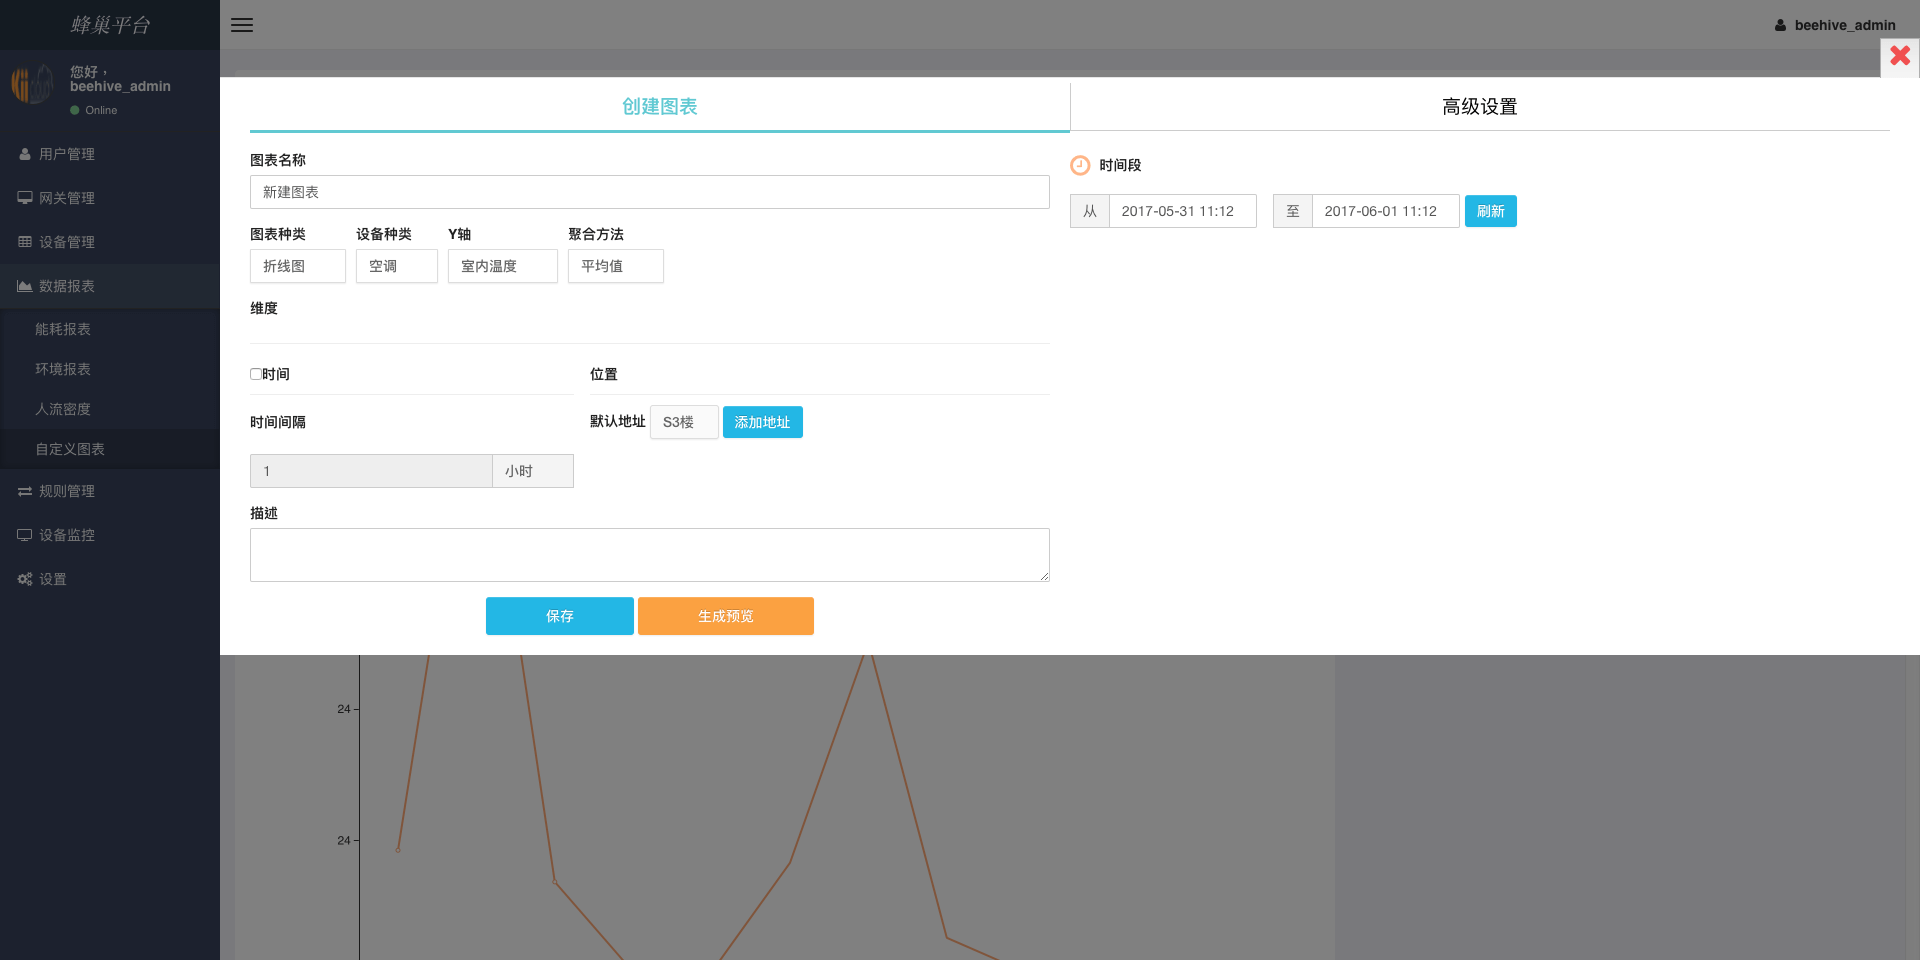 蜂巢平台
beehive_admin
您好，
beehive_admin
Online
用户管理
网关管理
设备管理
数据报表
能耗报表
环境报表
人流密度
自定义图表
规则管理
设备监控
设置
创建图表
高级设置
图表名称
新建图表
图表种类 设备种类 Y轴 聚合方法
折线图 空调 室内温度 平均值
维度
时间 位置
时间间隔
默认地址 S3楼 添加地址
1 小时
描述
保存 生成预览
时间段
从 2017-05-31 11:12 至 2017-06-01 11:12 刷新
24
24